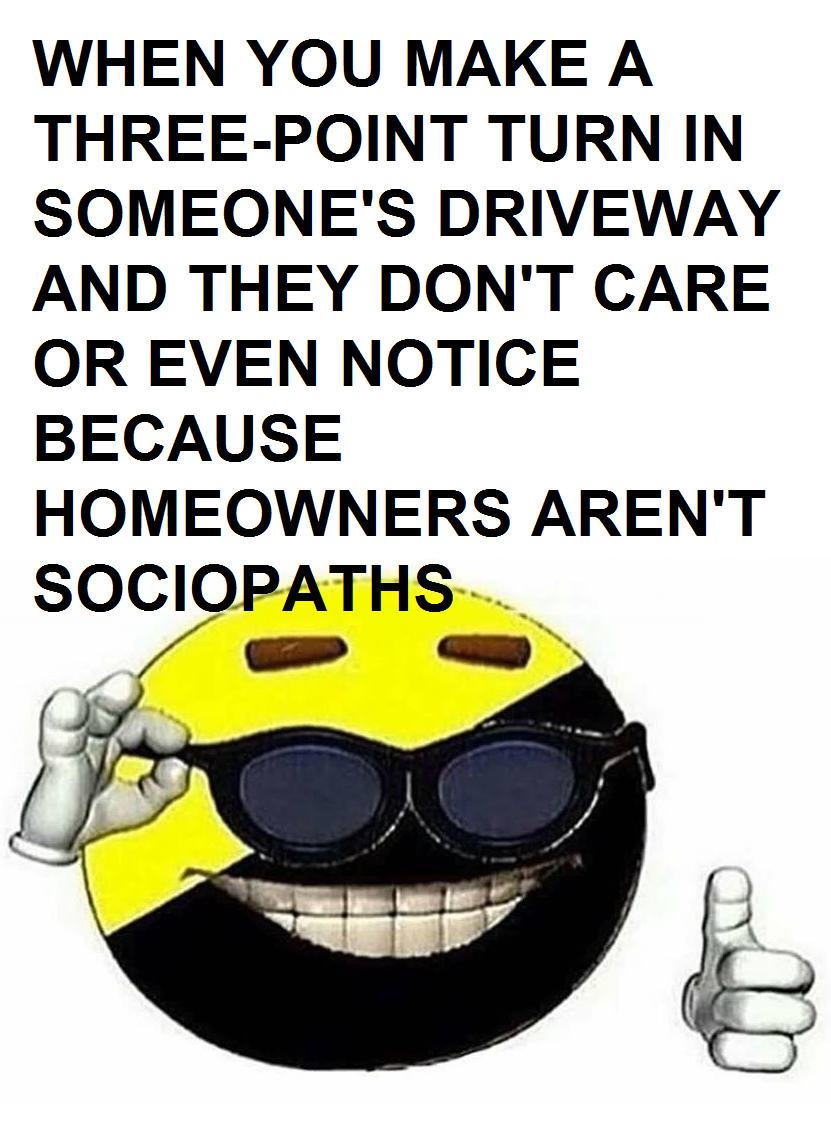 WHEN YOU MAKE A
THREE-POINT TURN IN
SOMEONE'S DRIVEWAY
AND THEY DON'T CARE
OR EVEN NOTICE
BECAUSE
HOMEOWNERS AREN'T
SOCIOPATHS